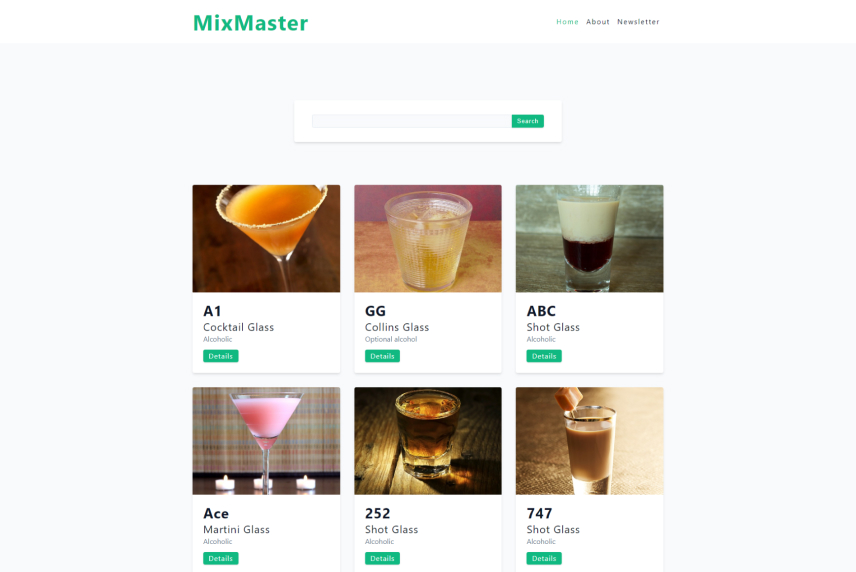 MixMaster
Home About Newsletter
Search
A1
Cocktail Glass
Alcoholic
Details
GG
Collins Glass
Optional alcohol
Details
ABC
Shot Glass
Alcoholic
Details
Ace
Martini Glass
Alcoholic
Details
252
Shot Glass
Alcoholic
Details
747
Shot Glass
Alcoholic
Details